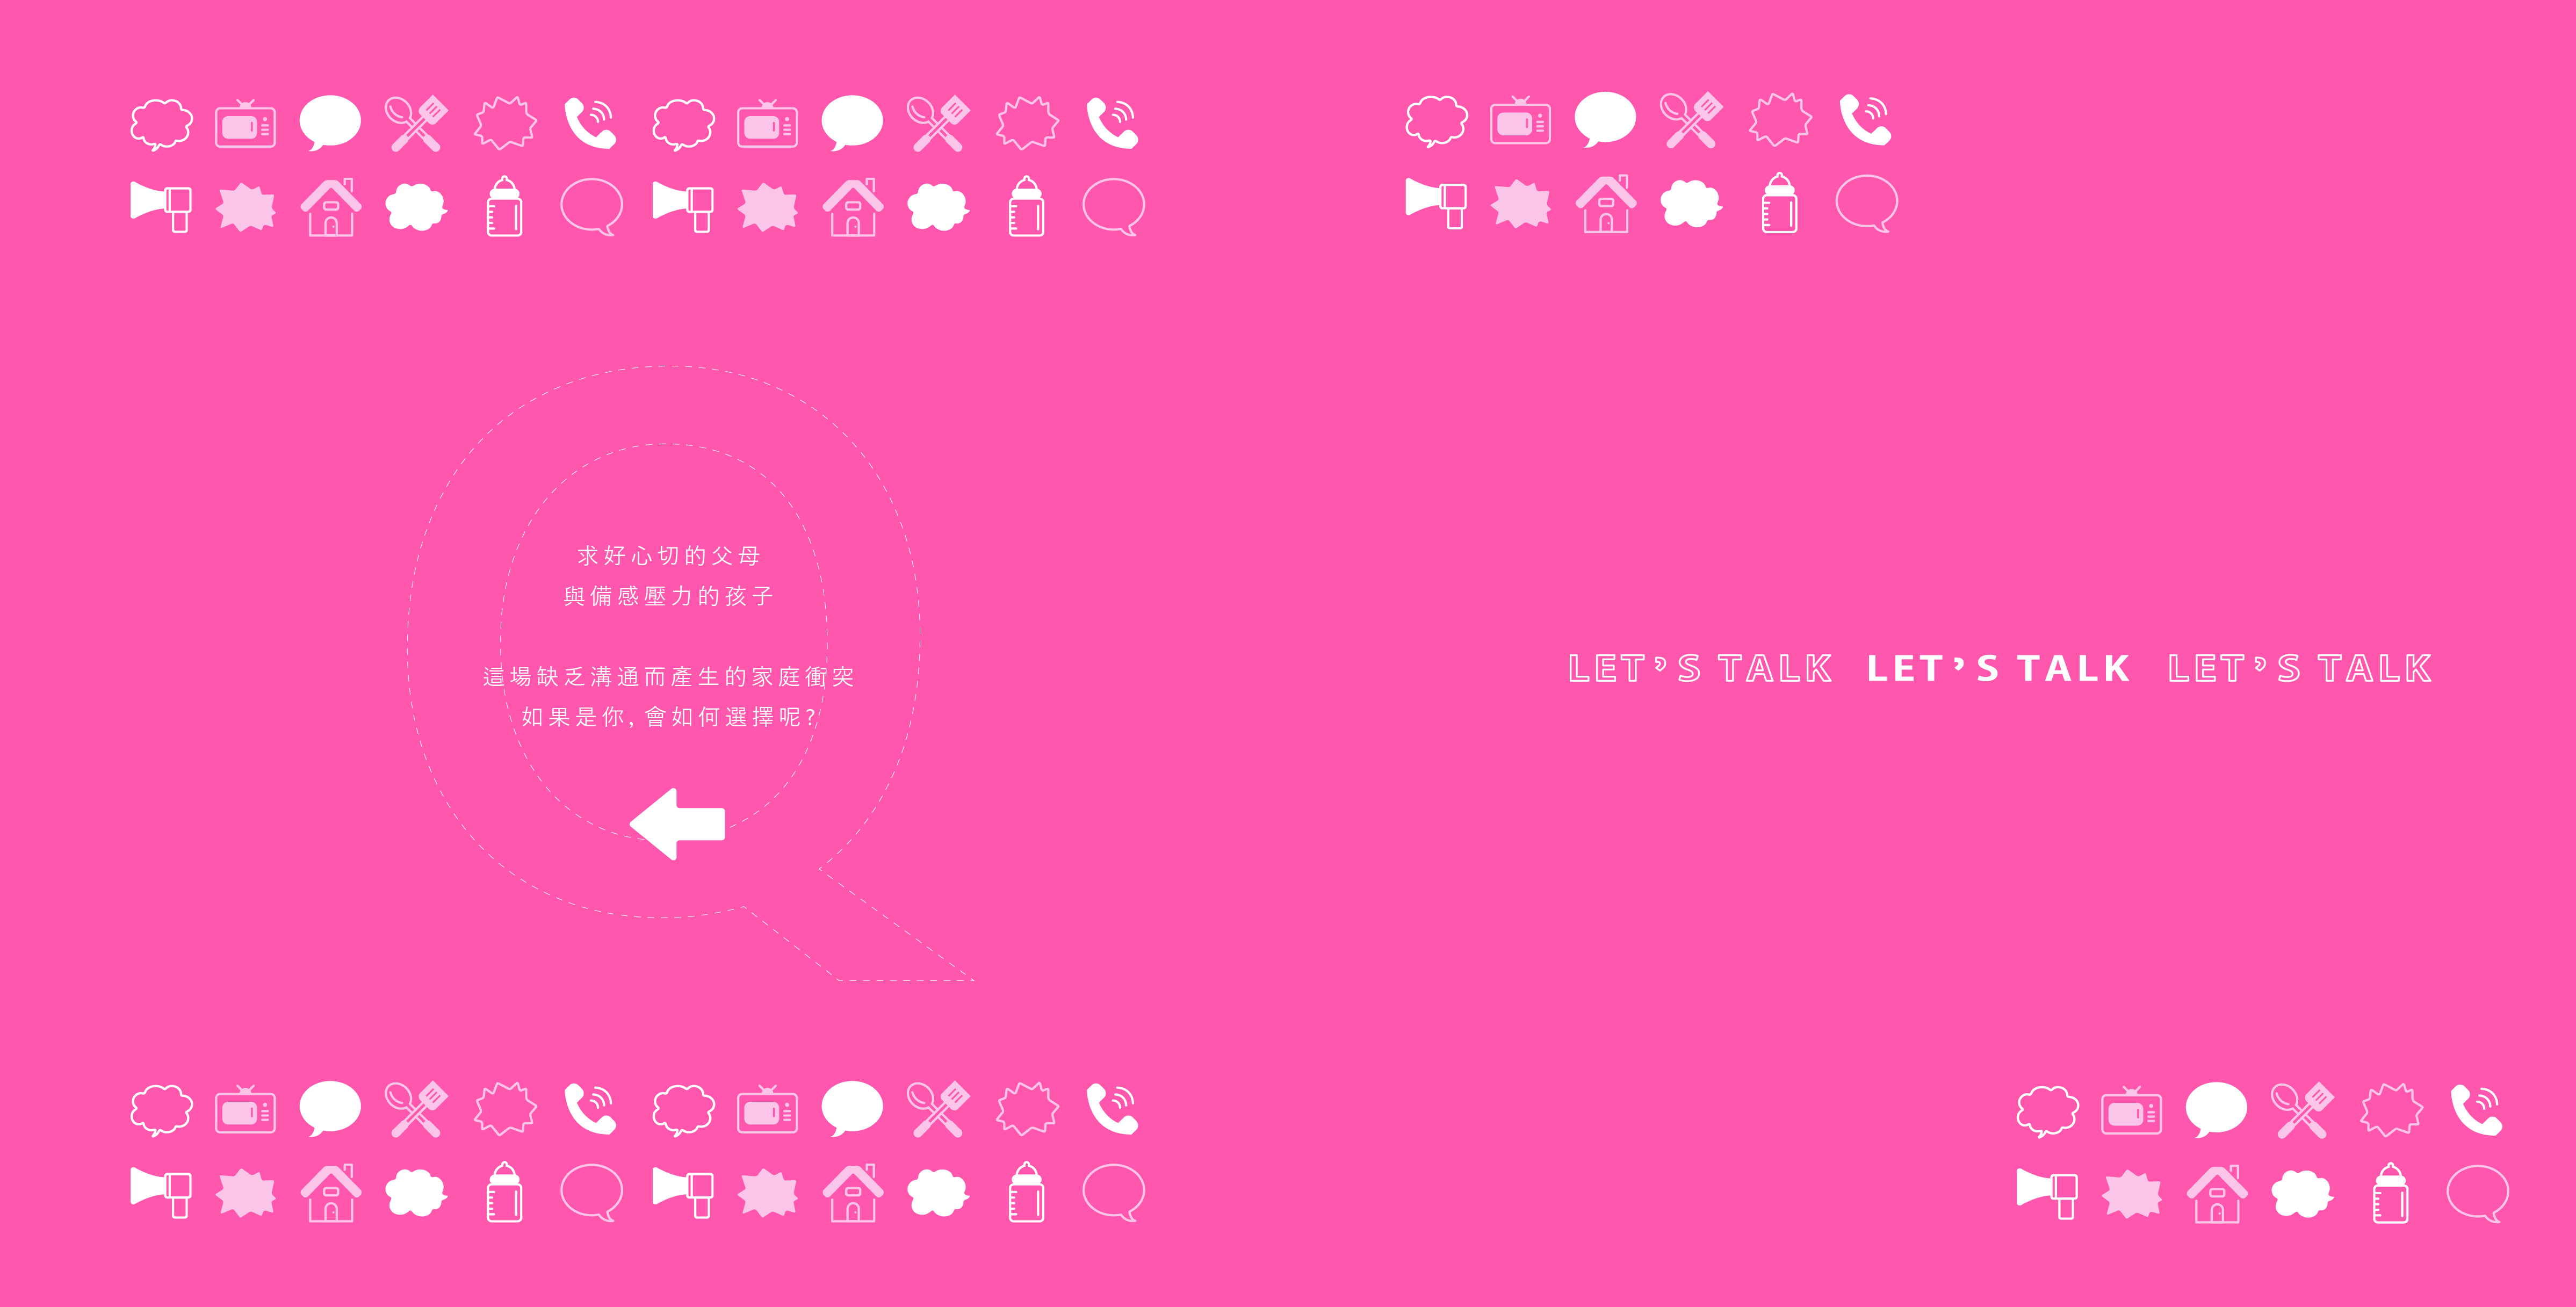 求好心切的父母
與備感壓力的孩子
這場缺乏溝通而產生的家庭衝突
如果是你, 會如何選擇呢?
LET’S TALK LET’S TALK LET’S TALK